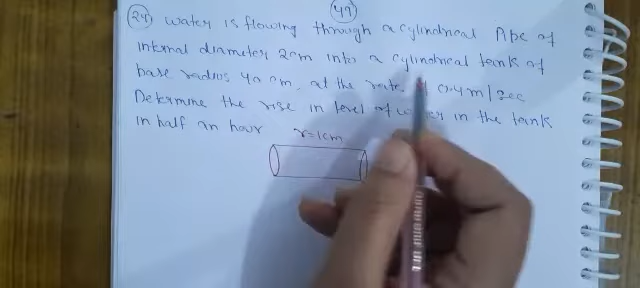 47
24 Water is flowing through a cylindrical Pipe of
internal diameter 2cm into a cylindrical tank of
base radius 40 cm, at the rate 0.4m/sec
Determine the rise in level of water in the tank
in half an hour
r=1cm